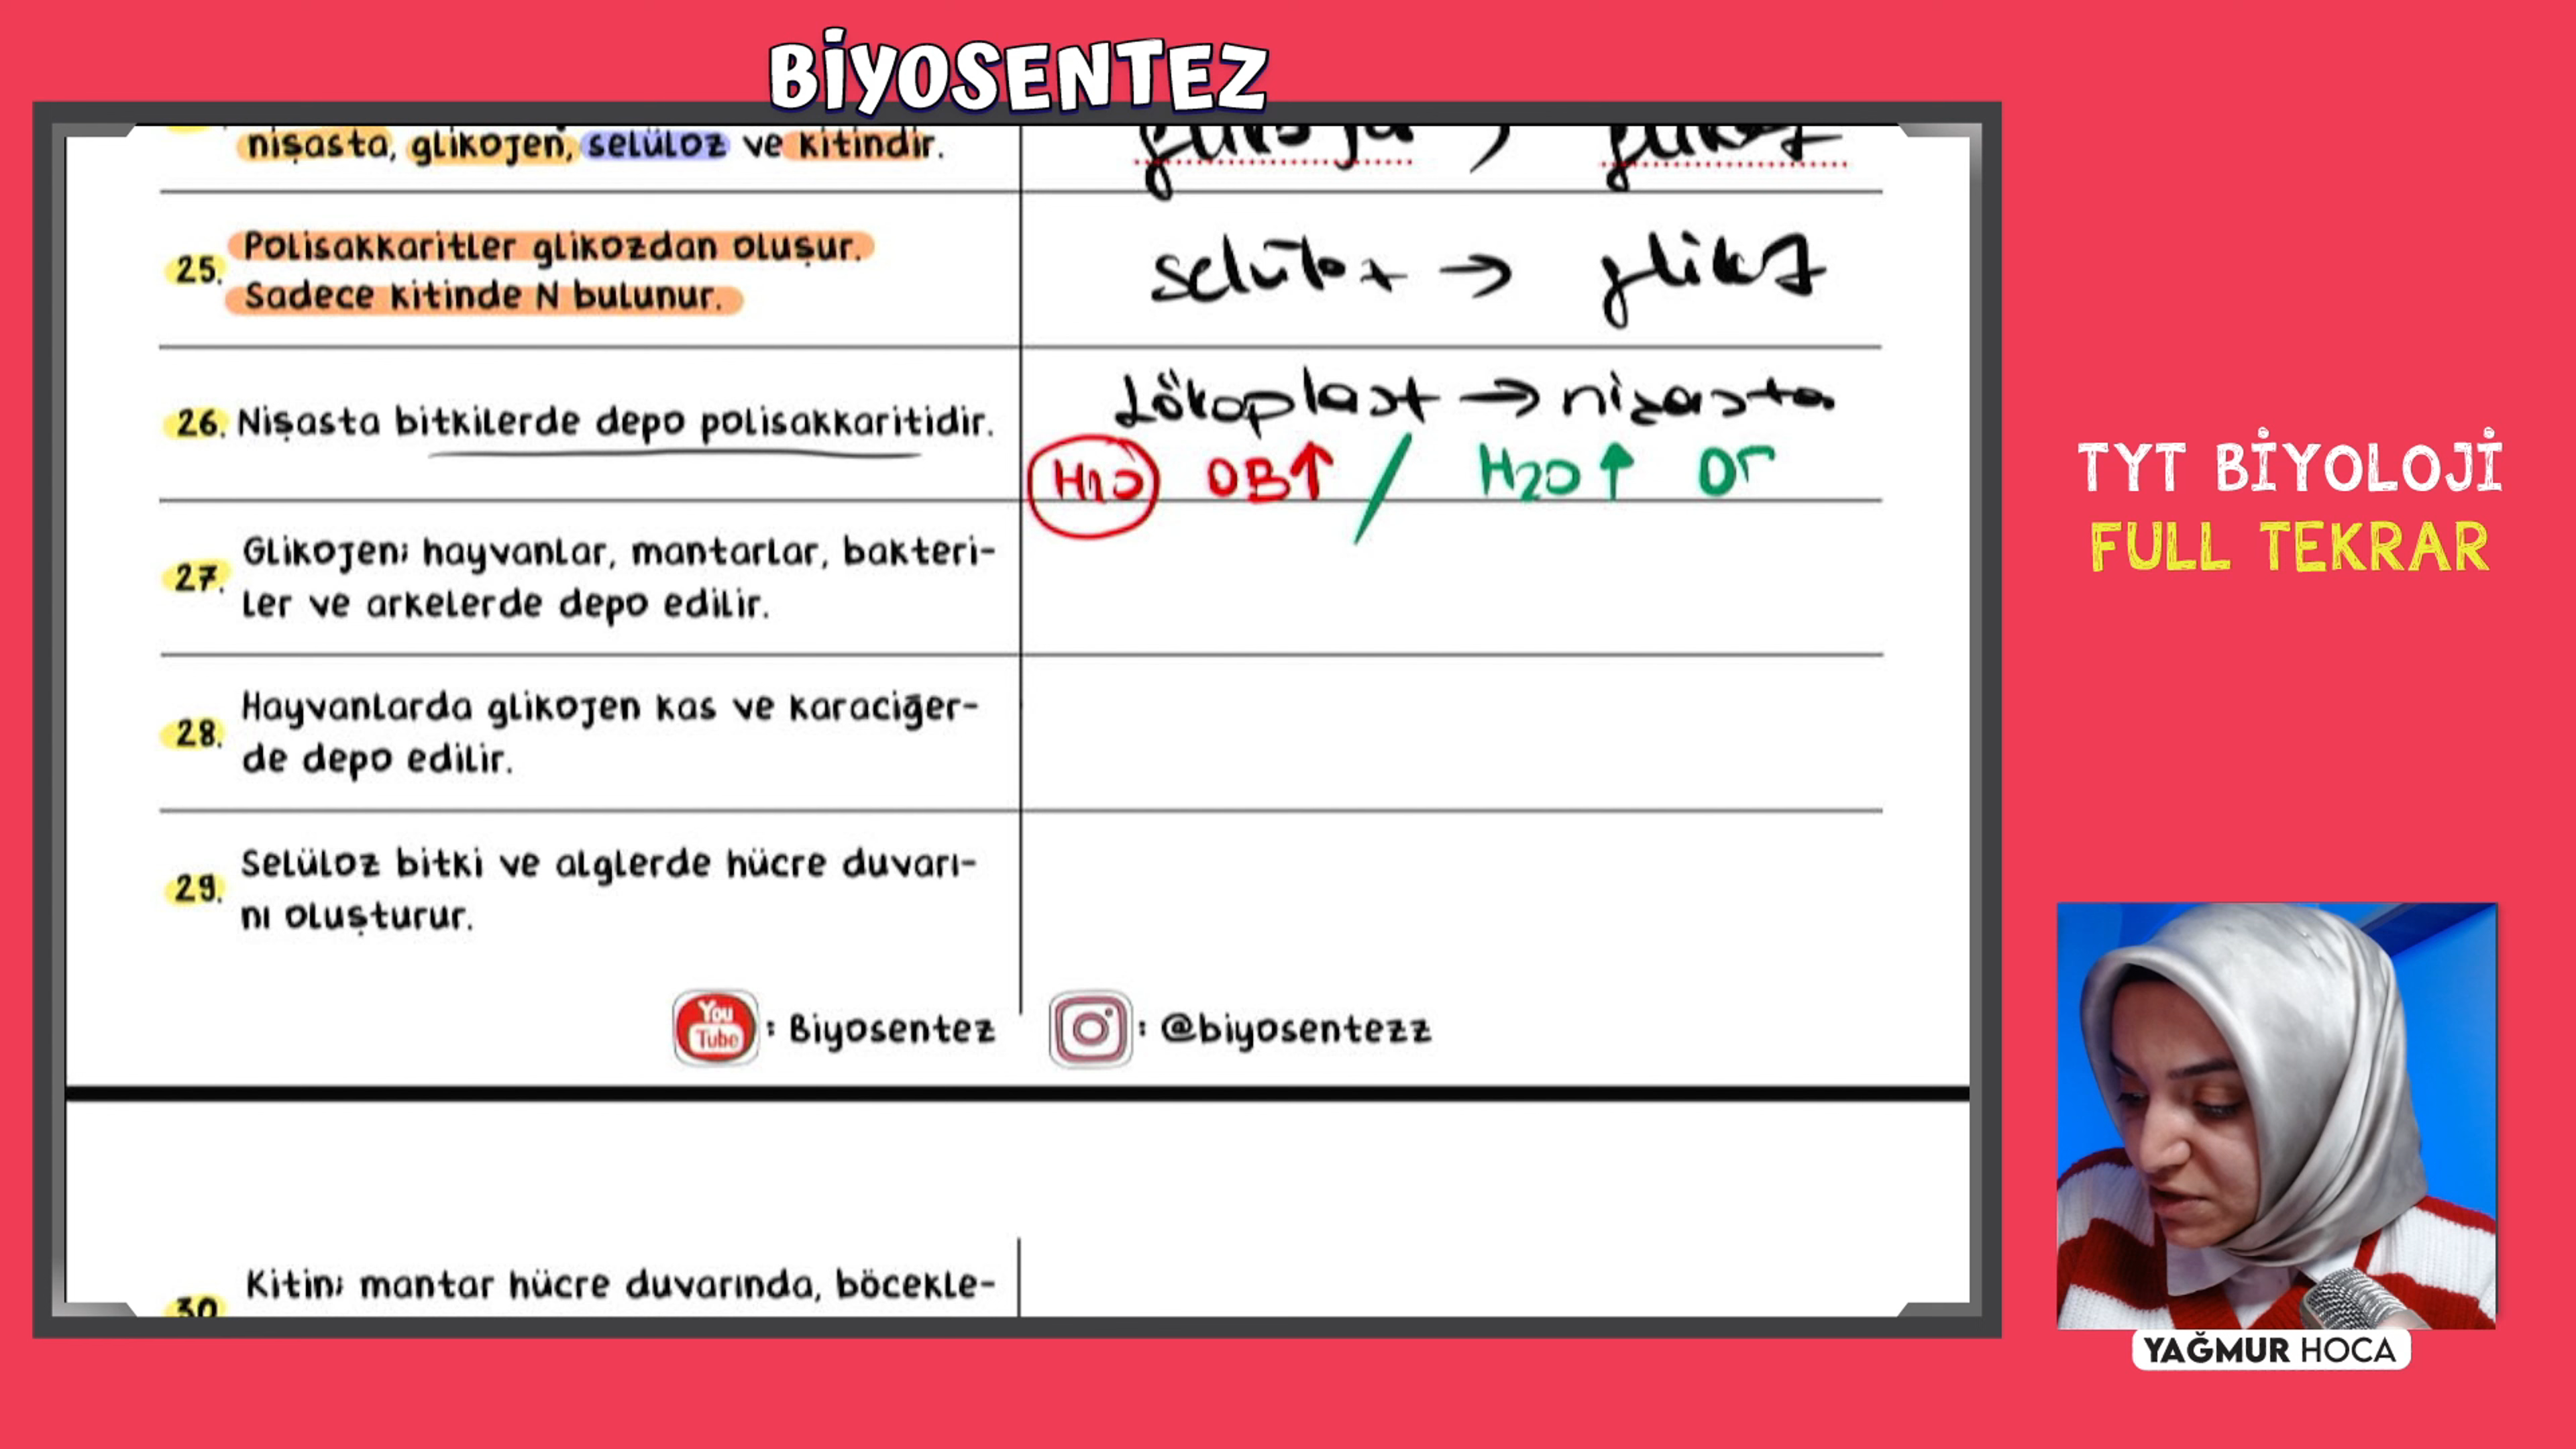 BİYOSENTEZ
nişasta, glikojen, selüloz ve kitindir.
25. Polisakkaritler glikozdan oluşur.
Sadece kitinde N bulunur.
selüloz → glikoz
26. Nişasta bitkilerde depo polisakkaritidir.
Lökoplast → nişasta
H2O OB↑ / H2O↑
27. Glikojen; hayvanlar, mantarlar, bakteri-
ler ve arkelerde depo edilir.
28. Hayvanlarda glikojen kas ve karaciğer-
de depo edilir.
29. Selüloz bitki ve alglerde hücre duvarı-
nı oluşturur.
You
Tube : Biyosentez
: @biyosentezz
30 Kitin; mantar hücre duvarında, böcekle-
TYT BİYOLOJİ
FULL TEKRAR
YAĞMUR HOCA